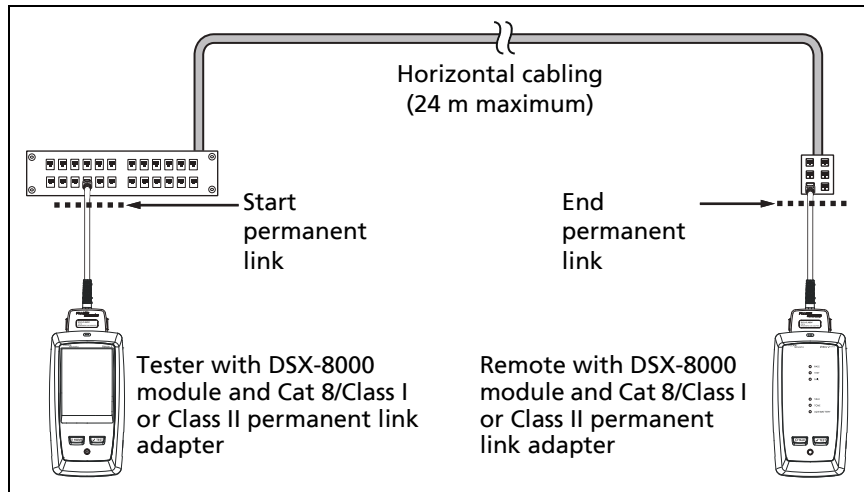 Horizontal cabling
(24 m maximum)
Start
permanent
link
End
permanent
link
Tester with DSX-8000
module and Cat 8/Class I
or Class II permanent link
adapter
Remote with DSX-8000
module and Cat 8/Class I
or Class II permanent
link adapter